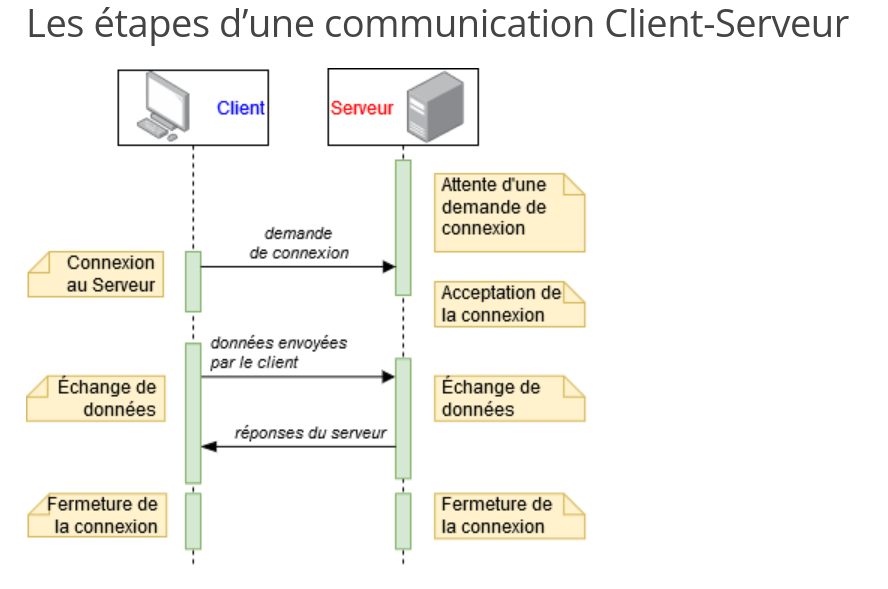 Les étapes d’une communication Client-Serveur
Client
Serveur
Attente d'une
demande de
connexion
demande
de connexion
Connexion
au Serveur
Acceptation de
la connexion
données envoyées
par le client
Échange de
données
Échange de
données
réponses du serveur
Fermeture de
la connexion
Fermeture de
la connexion